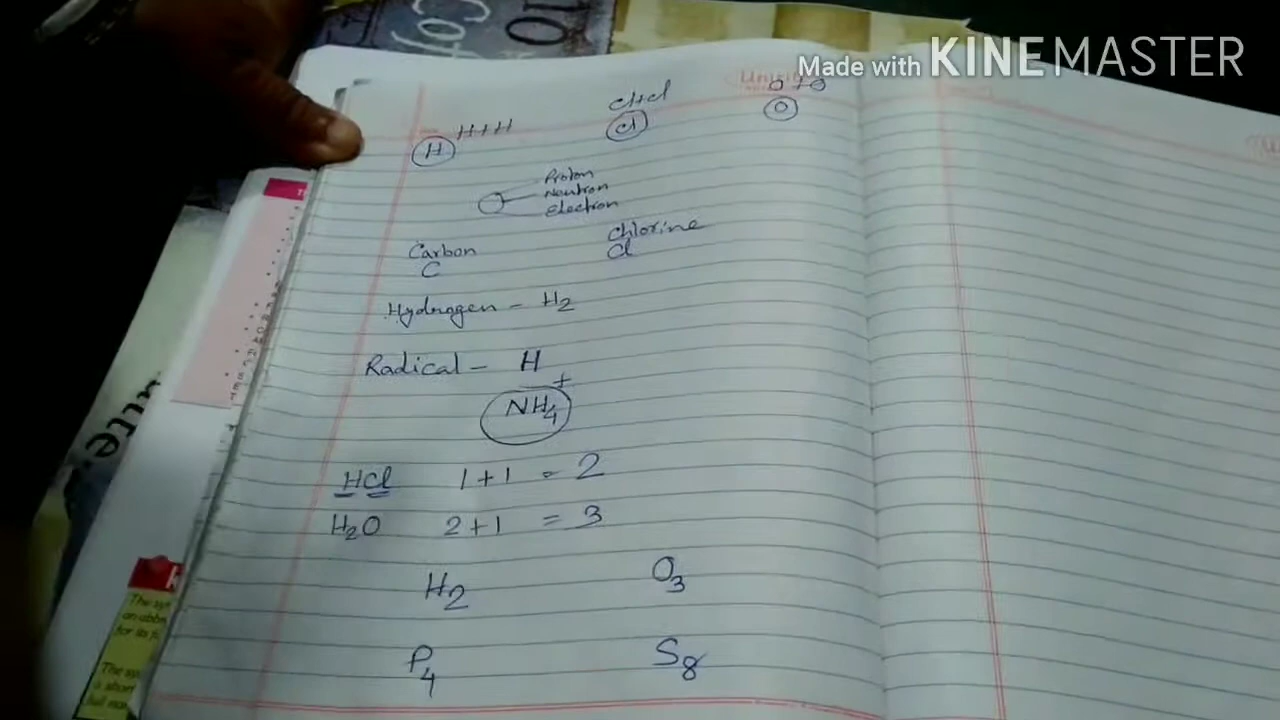 Made with KINEMASTER
Cl+Cl
O+O
H+H
H
Cl
O
Proton
Neutron
Electron
Carbon
C
Chlorine
Cl
Hydrogen - H2
Radical - H
NH4+
HCl 1+1 = 2
H2O 2+1 = 3
H2 O3
P4 S8